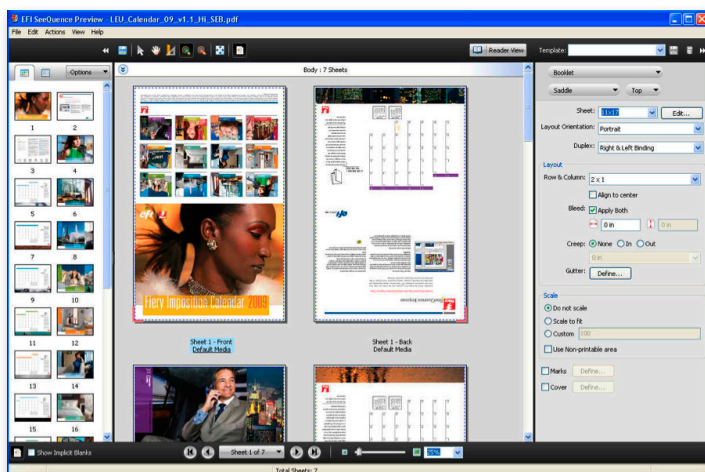 EFI SeeQuence Preview - LEU_Calendar_09_v1.1_Hi_SEB.pdf
File Edit Actions View Help
Reader View
Template:
Options
Body : 7 Sheets
Booklet
Saddle
Top
Sheet: 11x17
Edit...
Layout Orientation: Portrait
Duplex: Right & Left Binding
Layout
Row & Column: 2 x 1
Align to center
Bleed: Apply Both
0 in
0 in
Creep: None In Out
0 in
Gutter: Define...
Scale
Do not scale
Scale to fit
Custom 100
Use Non-printable area
Marks Define...
Cover Define...
1 2
3 4
5 6
7 8
9 10
11 12
13 14
15 16
efi
Fiery Imposition Calendar 2009
Sheet 1 - Front
Default Media
Sheet 1 - Back
Default Media
Show Implicit Blanks
Sheet 1 of 7
25%
Total Sheets: 7